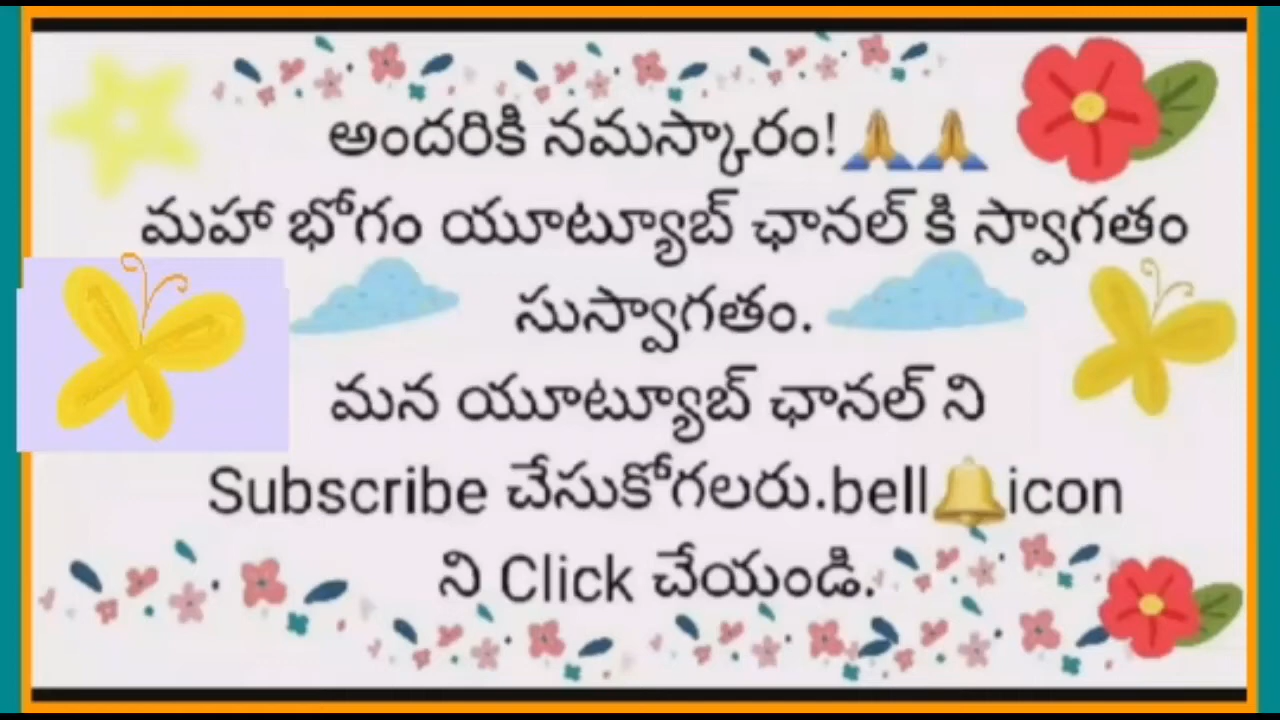 అందరికి నమస్కారం!🙏🙏
మహా భోగం యూట్యూబ్ ఛానల్ కి స్వాగతం
సుస్వాగతం.
మన యూట్యూబ్ ఛానల్ ని
Subscribe చేసుకోగలరు.bell🔔icon
ని Click చేయండి.